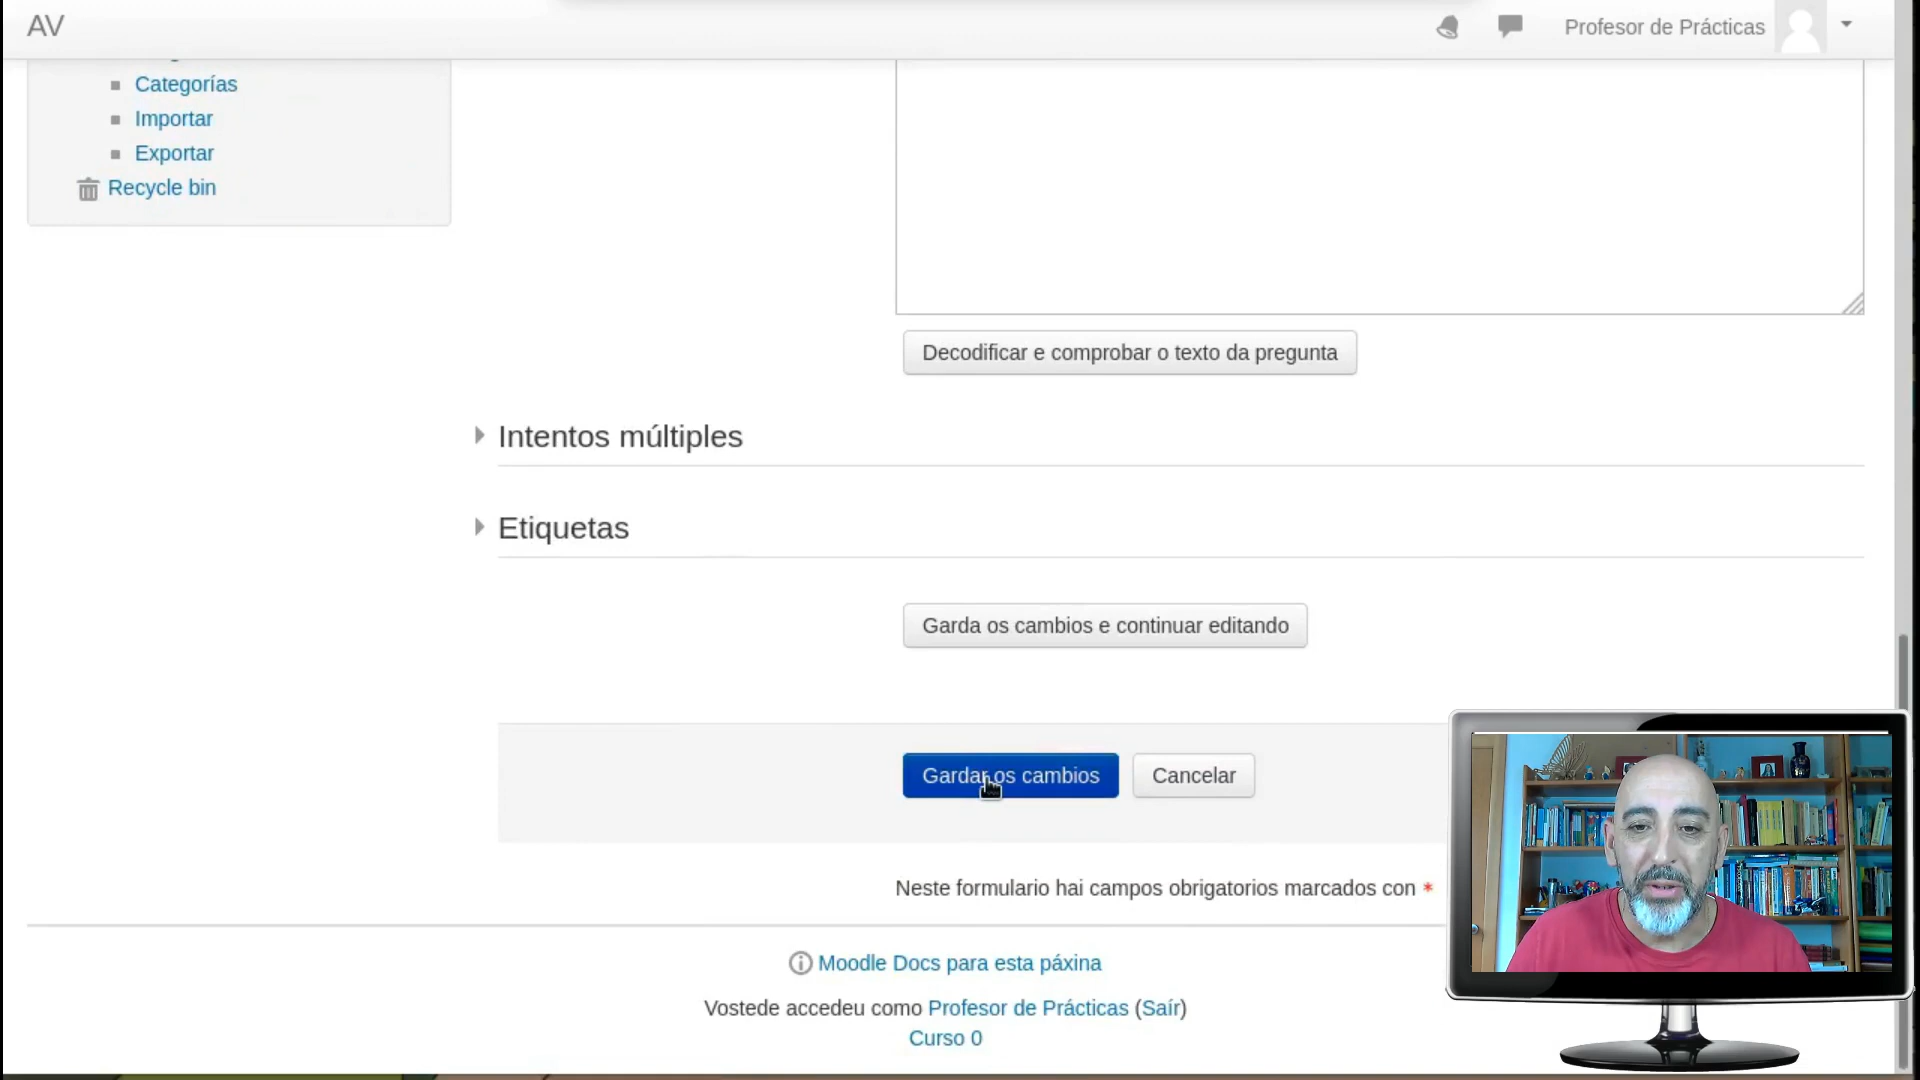 AV
Profesor de Prácticas
Categorías
Importar
Exportar
Recycle bin
Decodificar e comprobar o texto da pregunta
Intentos múltiples
Etiquetas
Garda os cambios e continuar editando
Gardar os cambios
Cancelar
Neste formulario hai campos obrigatorios marcados con *
Moodle Docs para esta páxina
Vostede accedeu como Profesor de Prácticas (Saír)
Curso 0